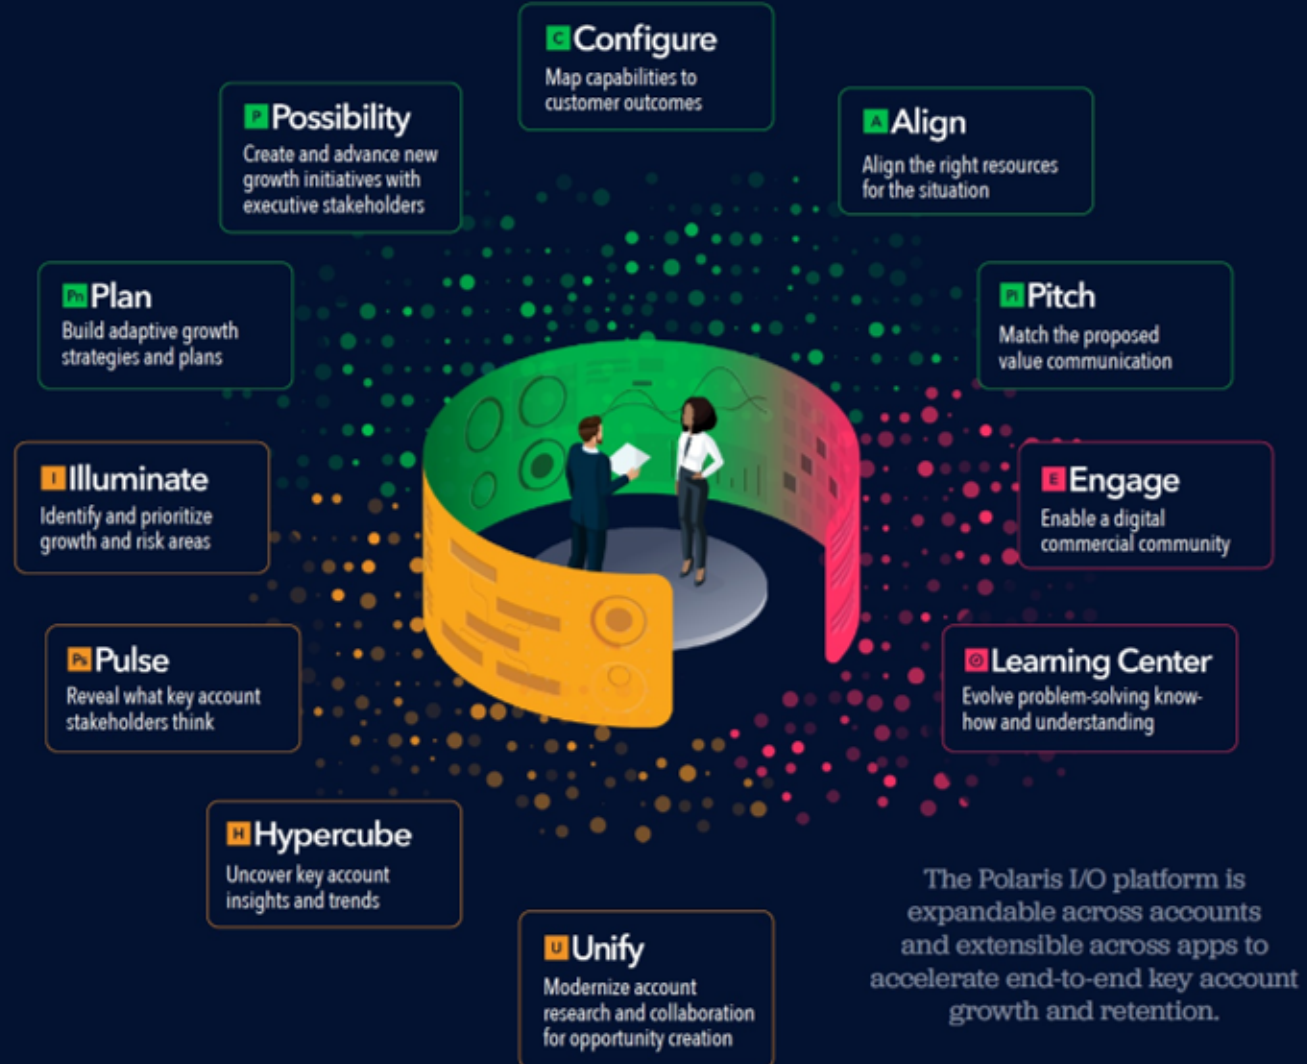 C Configure
Map capabilities to
customer outcomes
P Possibility
Create and advance new
growth initiatives with
executive stakeholders
A Align
Align the right resources
for the situation
Pn Plan
Build adaptive growth
strategies and plans
Pi Pitch
Match the proposed
value communication
I Illuminate
Identify and prioritize
growth and risk areas
E Engage
Enable a digital
commercial community
Ps Pulse
Reveal what key account
stakeholders think
Learning Center
Evolve problem-solving know-
how and understanding
H Hypercube
Uncover key account
insights and trends
U Unify
Modernize account
research and collaboration
for opportunity creation
The Polaris I/O platform is
expandable across accounts
and extensible across apps to
accelerate end-to-end key account
growth and retention.